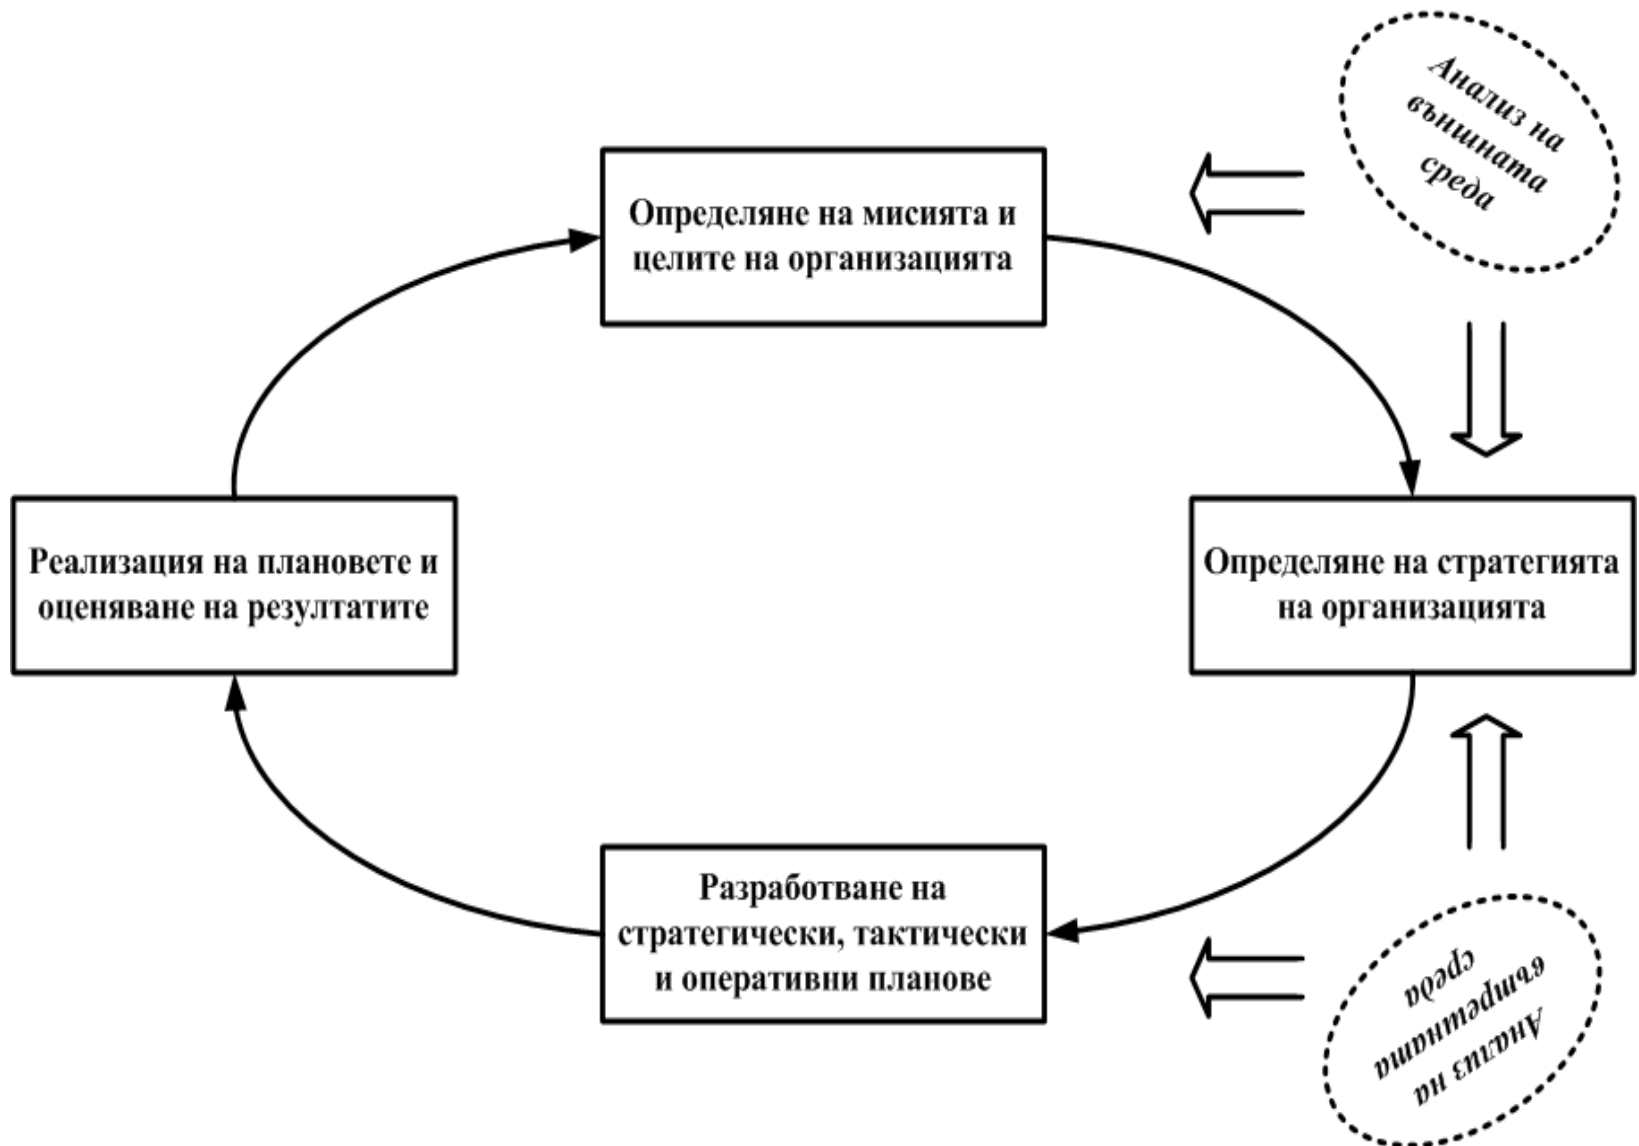 Анализ на
външната
среда
Определяне на мисията и
целите на организацията
Реализация на плановете и
оценяване на резултатите
Определяне на стратегията
на организацията
Разработване на
стратегически, тактически
и оперативни планове
Анализ на
вътрешната
среда